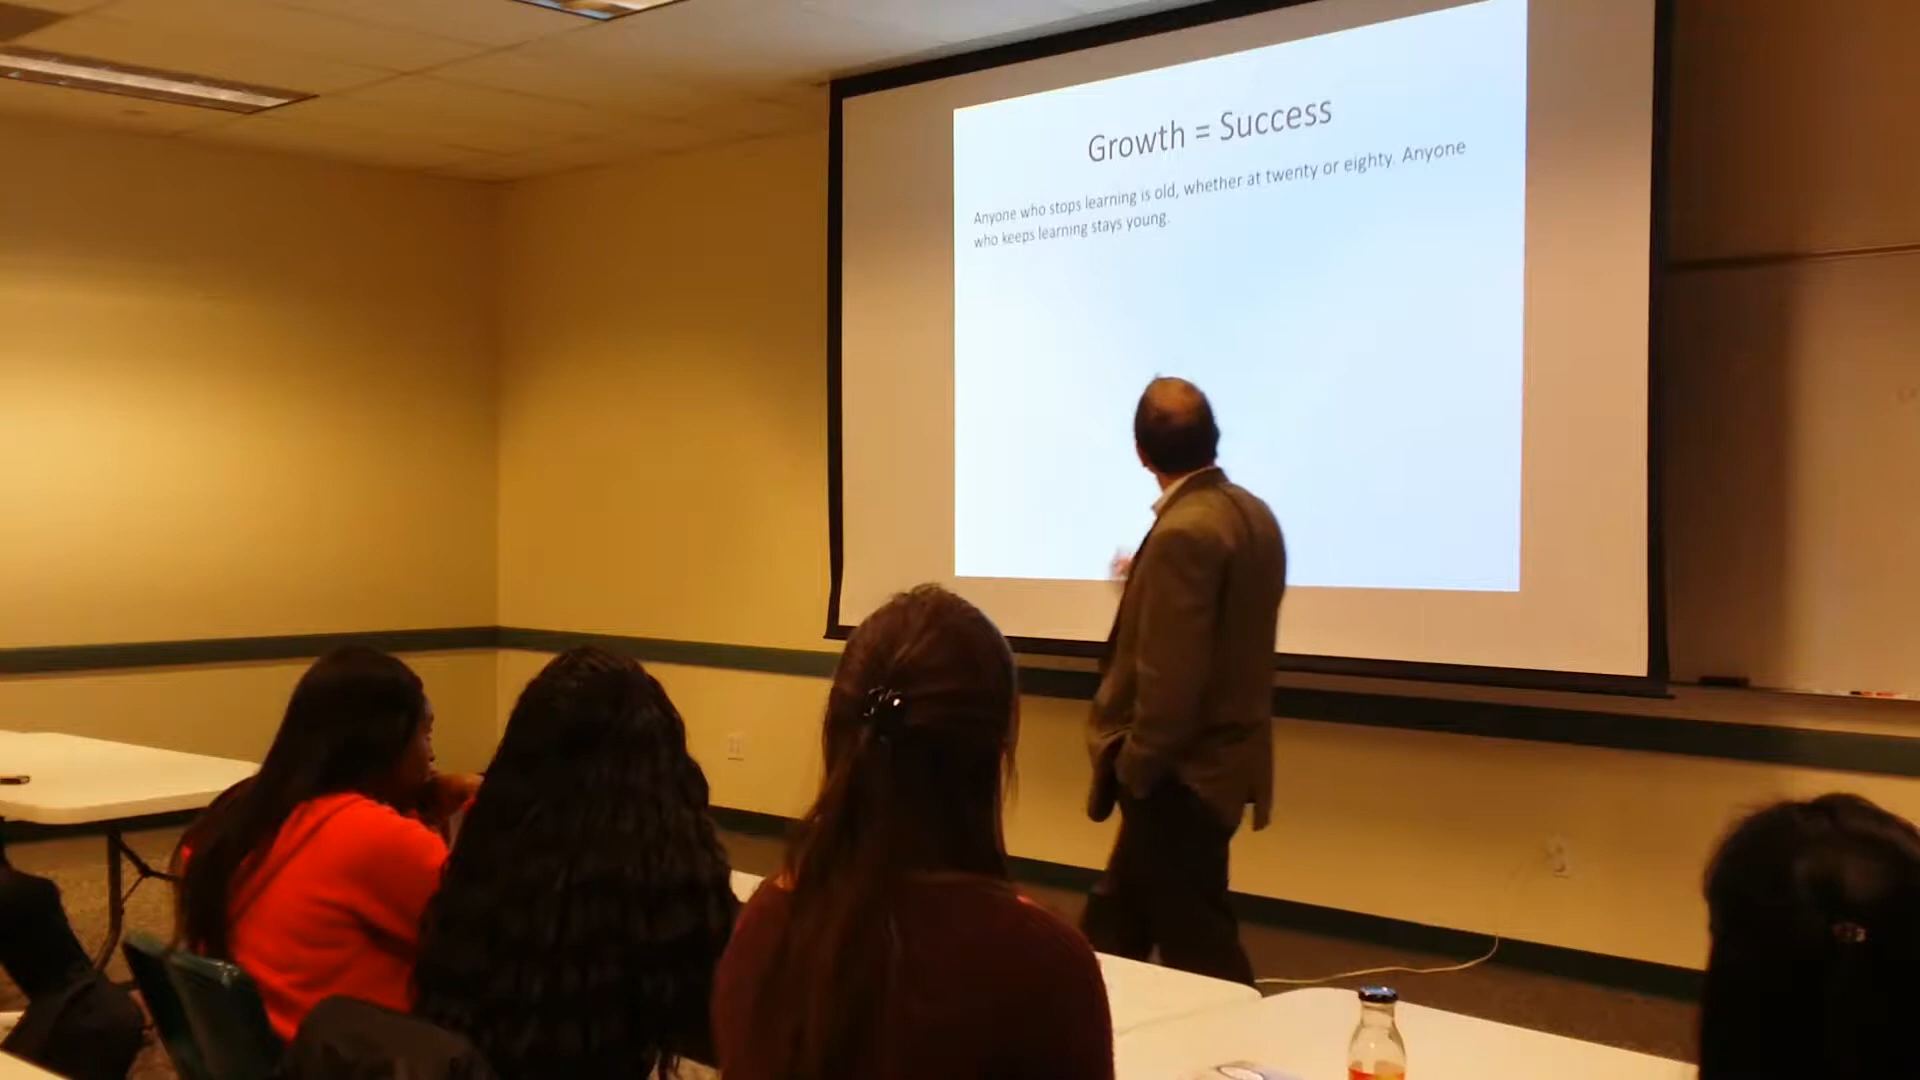 Growth = Success
Anyone who stops learning is old, whether at twenty or eighty. Anyone
who keeps learning stays young.